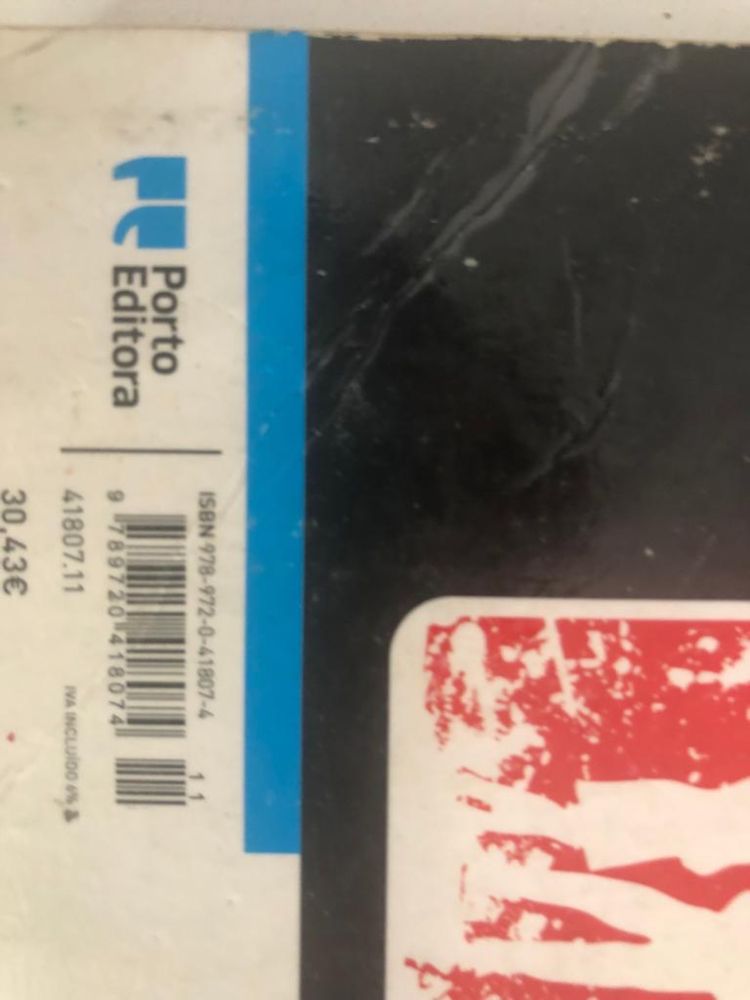 Porto
Editora
ISBN 978-972-0-41807-4
11
9 789720 418074
41807.11
IVA INCLUÍDO 6%
30,43€